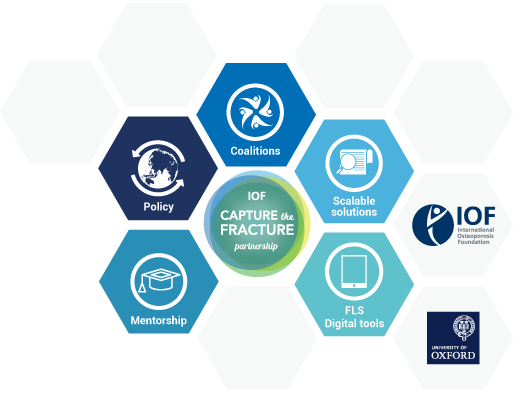 Coalitions
Policy
Scalable
solutions
IOF
CAPTURE the
FRACTURE
partnership
Mentorship
FLS
Digital tools
IOF
International
Osteoporosis
Foundation
UNIVERSITY OF
OXFORD